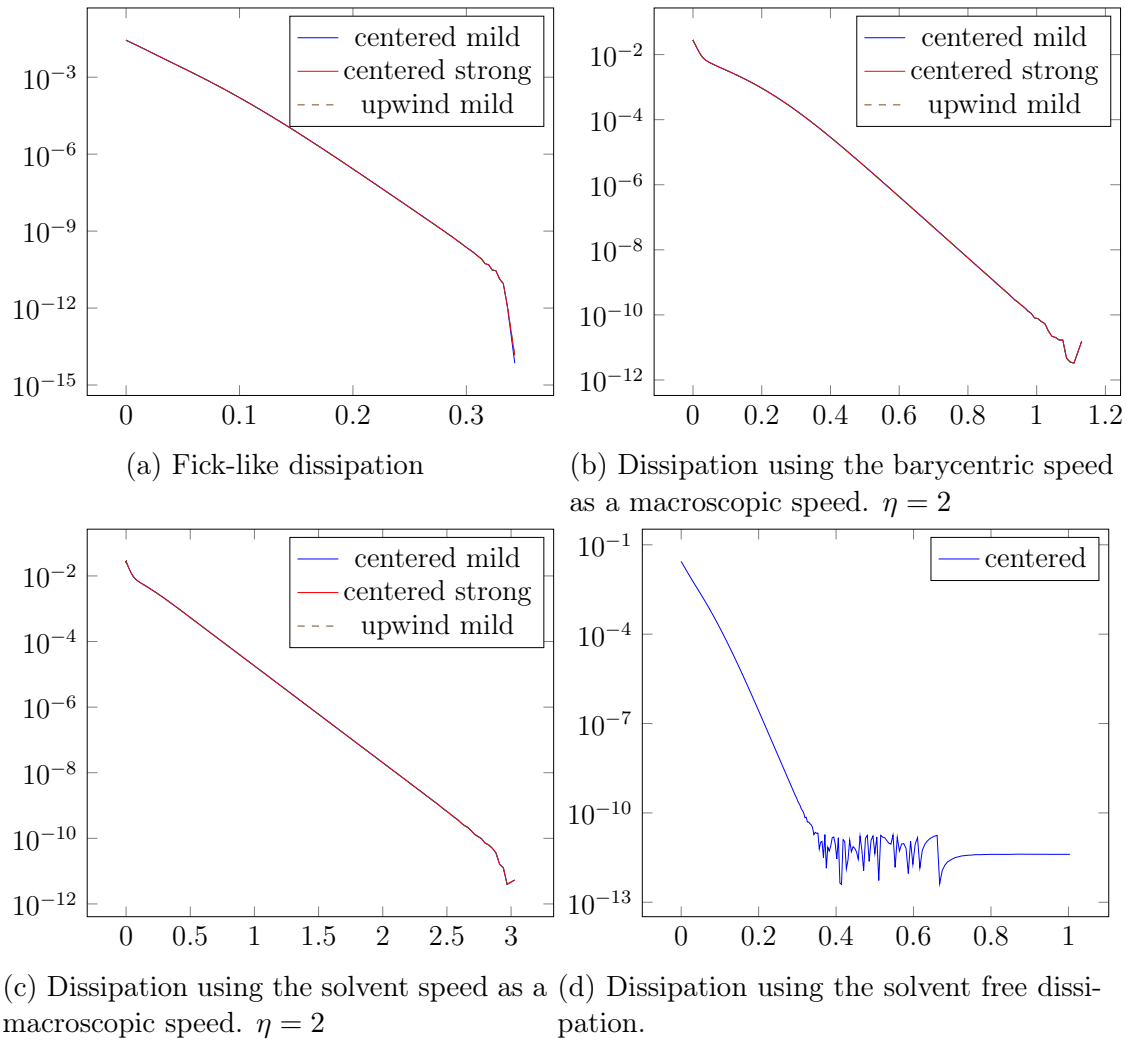 centered mild
centered strong
upwind mild
10^{-3}
10^{-6}
10^{-9}
10^{-12}
10^{-15}
0 0.1 0.2 0.3
(a) Fick-like dissipation
centered mild
centered strong
upwind mild
10^{-2}
10^{-4}
10^{-6}
10^{-8}
10^{-10}
10^{-12}
0 0.2 0.4 0.6 0.8 1 1.2
(b) Dissipation using the barycentric speed
as a macroscopic speed. η = 2
centered mild
centered strong
upwind mild
10^{-2}
10^{-4}
10^{-6}
10^{-8}
10^{-10}
10^{-12}
0 0.5 1 1.5 2 2.5 3
(c) Dissipation using the solvent speed as a
macroscopic speed. η = 2
centered
10^{-1}
10^{-4}
10^{-7}
10^{-10}
10^{-13}
0 0.2 0.4 0.6 0.8 1
(d) Dissipation using the solvent free dissi-
pation.